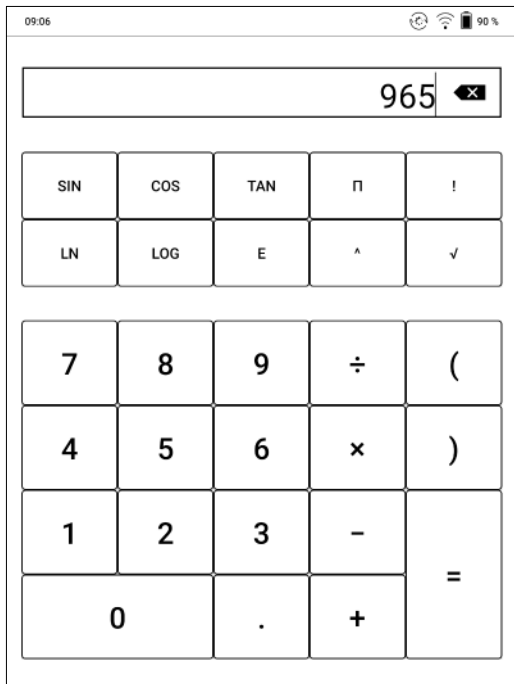 09:06 90 %
965
SIN COS TAN П !
LN LOG E ^ √
7 8 9 ÷ (
4 5 6 × )
1 2 3 −
=
0 . +